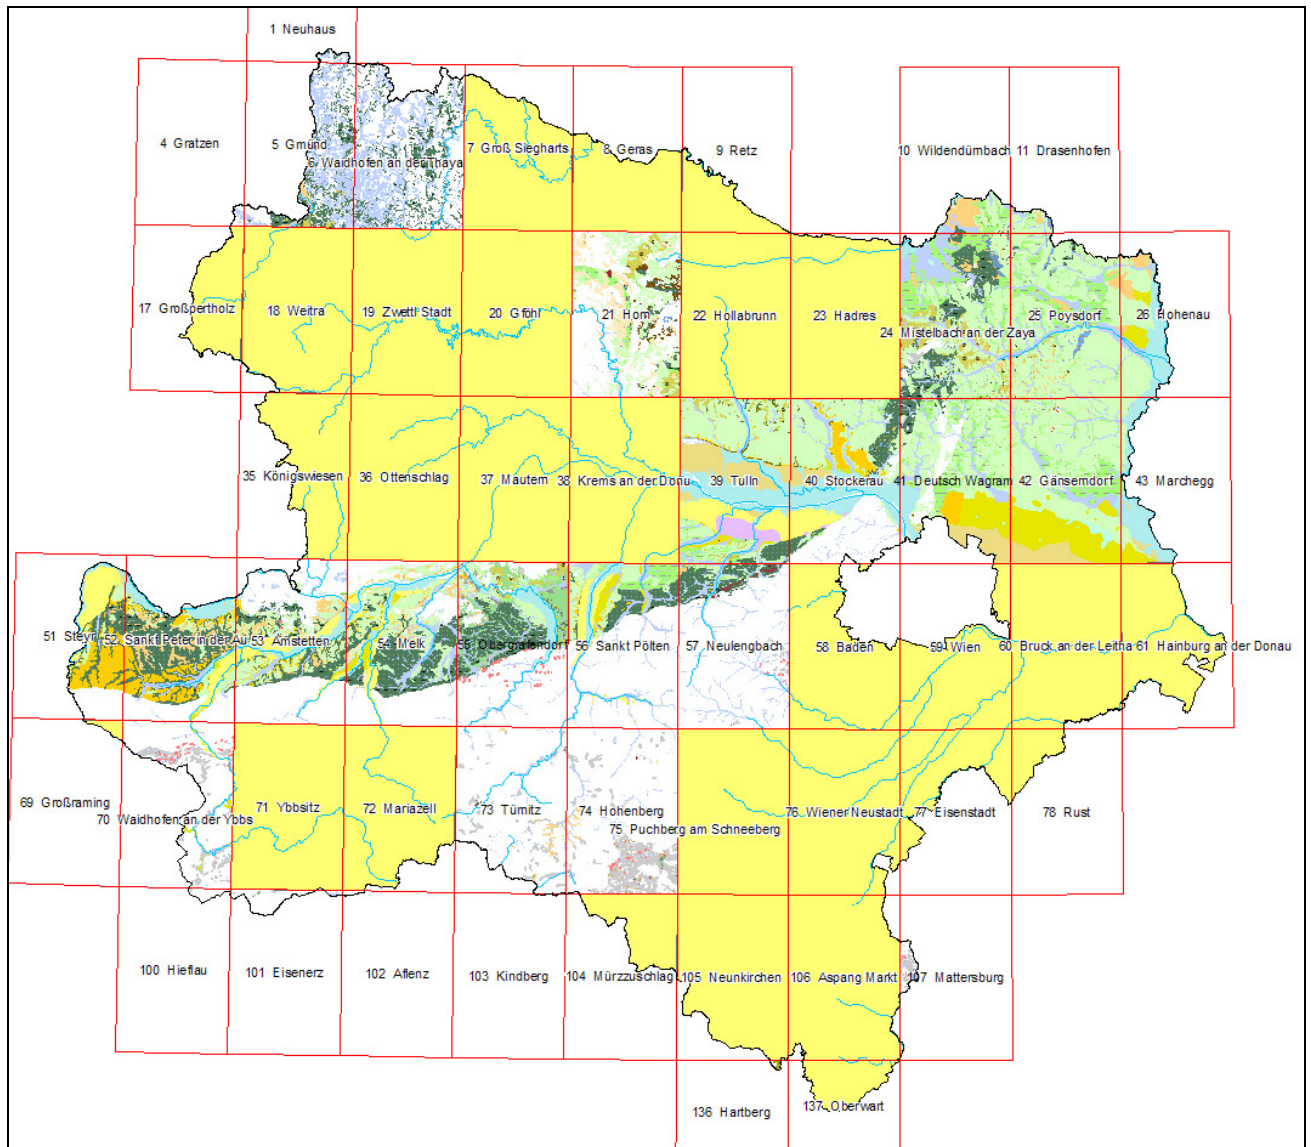 1 Neuhaus
4 Gratzen
5 Gmünd
6 Waidhofen an der Thaya
7 Groß Siegharts
8 Geras
9 Retz
10 Wildendürnbach
11 Drasenhofen
17 Großpertholz
18 Weitra
19 Zwettl Stadt
20 Gföhl
21 Horn
22 Hollabrunn
23 Hadres
24 Mistelbach an der Zaya
25 Poysdorf
26 Hohenau
35 Königswiesen
36 Ottenschlag
37 Mautern
38 Krems an der Donau
39 Tulln
40 Stockerau
41 Deutsch Wagram
42 Gänserndorf
43 Marchegg
51 Steyr
52 Sankt Peter in der Au
53 Amstetten
54 Melk
55 Obergrafendorf
56 Sankt Pölten
57 Neulengbach
58 Baden
59 Wien
60 Bruck an der Leitha
61 Hainburg an der Donau
69 Großraming
70 Waidhofen an der Ybbs
71 Ybbsitz
72 Mariazell
73 Türnitz
74 Hohenberg
75 Puchberg am Schneeberg
76 Wiener Neustadt
77 Eisenstadt
78 Rust
100 Hieflau
101 Eisenerz
102 Aflenz
103 Kindberg
104 Mürzzuschlag
105 Neunkirchen
106 Aspang Markt
107 Mattersburg
136 Hartberg
137 Oberwart